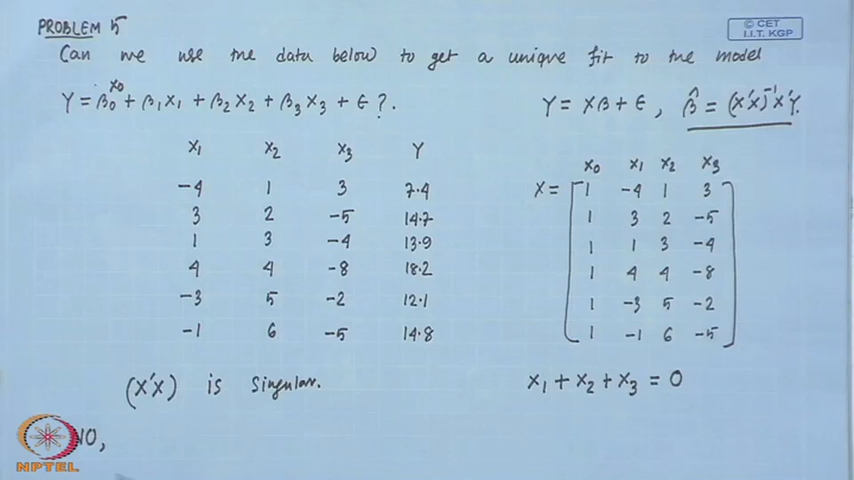 PROBLEM 5
© CET
I.I.T. KGP
Can we use the data below to get a unique fit to the model
Y = β₀ˣ⁰ + β₁X₁ + β₂X₂ + β₃X₃ + ϵ ?.
Y = Xβ + ϵ , β̂ = (X'X)⁻¹X'Y.
X₁ X₂ X₃ Y
-4 1 3 7.4
3 2 -5 14.7
1 3 -4 13.9
4 4 -8 18.2
-3 5 -2 12.1
-1 6 -5 14.8
X₀ X₁ X₂ X₃
X = 1 -4 1 3
1 3 2 -5
1 1 3 -4
1 4 4 -8
1 -3 5 -2
1 -1 6 -5
(X'X) is singular.
X₁ + X₂ + X₃ = 0
NO,
NPTEL